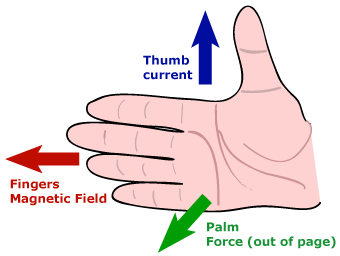 Thumb
current
Fingers
Magnetic Field
Palm
Force (out of page)